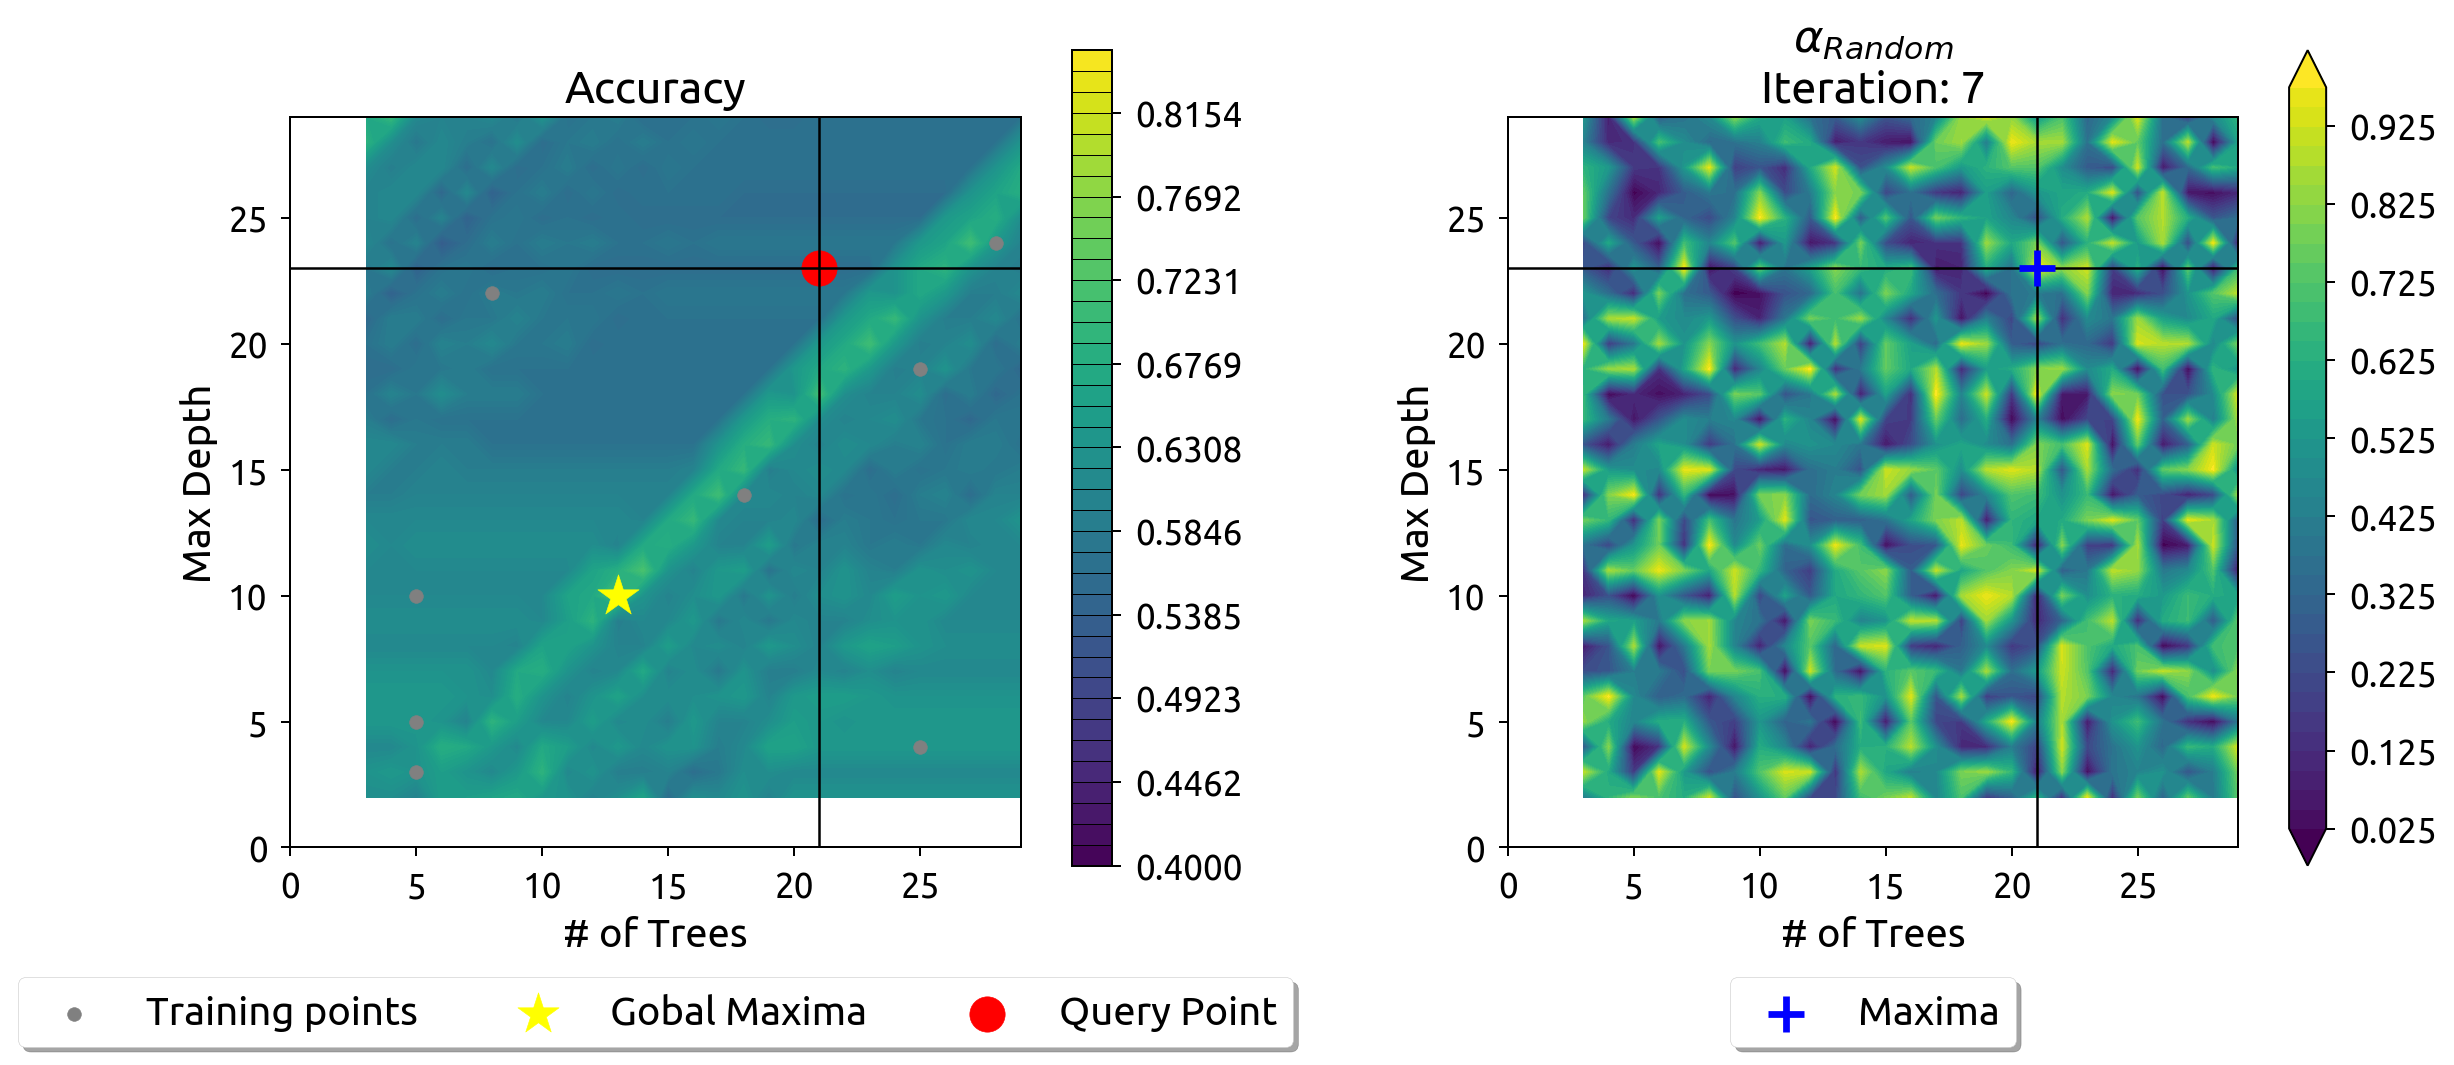 Accuracy
25
20
15
10
5
0
Max Depth
0 5 10 15 20 25
# of Trees
0.8154
0.7692
0.7231
0.6769
0.6308
0.5846
0.5385
0.4923
0.4462
0.4000
Training points Gobal Maxima Query Point
α_Random
Iteration: 7
25
20
15
10
5
0
Max Depth
0 5 10 15 20 25
# of Trees
0.925
0.825
0.725
0.625
0.525
0.425
0.325
0.225
0.125
0.025
Maxima